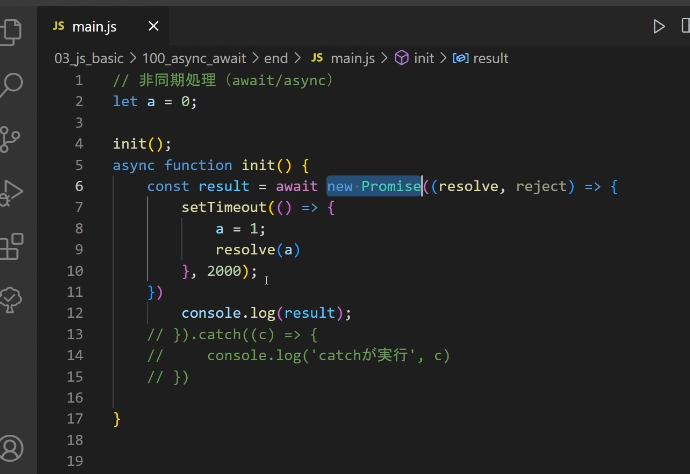 JS main.js ×
03_js_basic > 100_async_await > end > JS main.js > init > result
1 // 非同期処理（await/async）
2 let a = 0;
3
4 init();
5 async function init() {
6 const result = await new Promise((resolve, reject) => {
7 setTimeout(() => {
8 a = 1;
9 resolve(a)
10 }, 2000);
11 })
12 console.log(result);
13 // }).catch((c) => {
14 // console.log('catchが実行', c)
15 // })
16
17 }
18
19